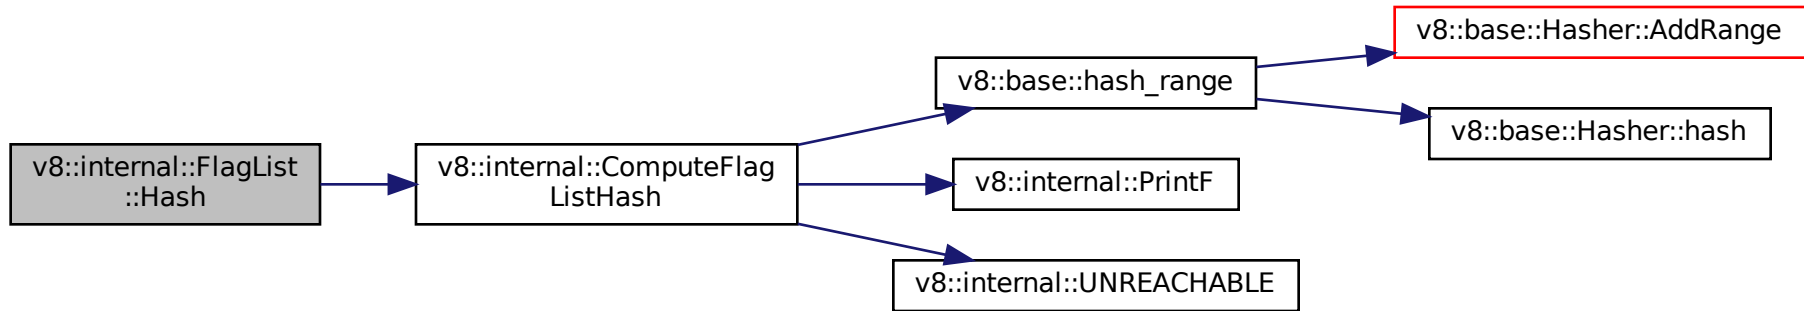 v8::internal::FlagList
::Hash
v8::internal::ComputeFlag
ListHash
v8::base::hash_range
v8::internal::PrintF
v8::internal::UNREACHABLE
v8::base::Hasher::AddRange
v8::base::Hasher::hash